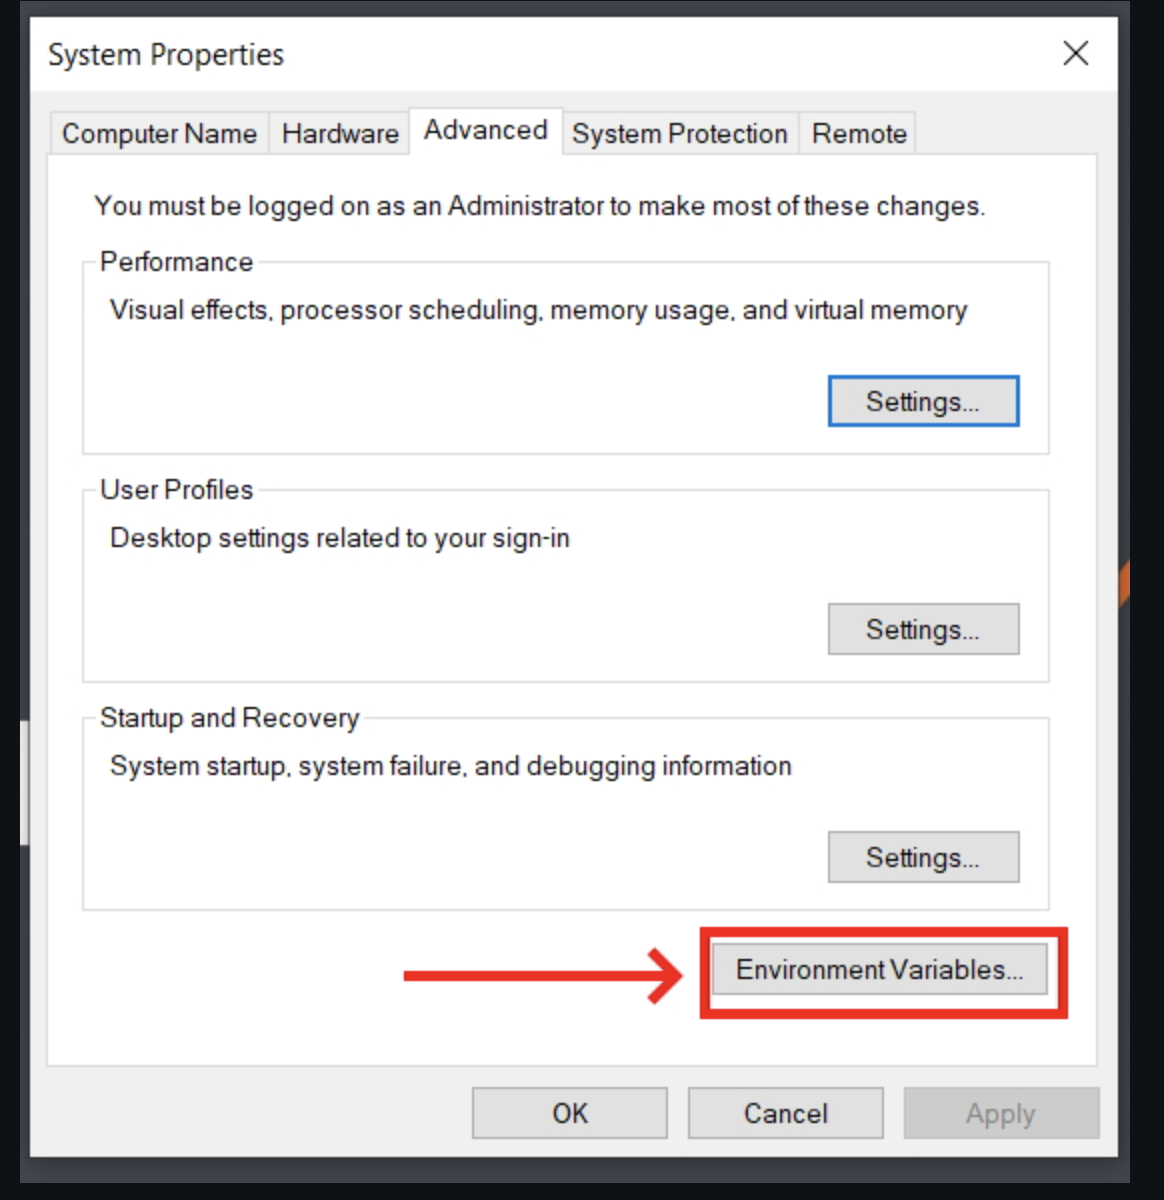 System Properties
Computer Name Hardware Advanced System Protection Remote
You must be logged on as an Administrator to make most of these changes.
Performance
Visual effects, processor scheduling, memory usage, and virtual memory
Settings...
User Profiles
Desktop settings related to your sign-in
Settings...
Startup and Recovery
System startup, system failure, and debugging information
Settings...
Environment Variables...
OK Cancel Apply